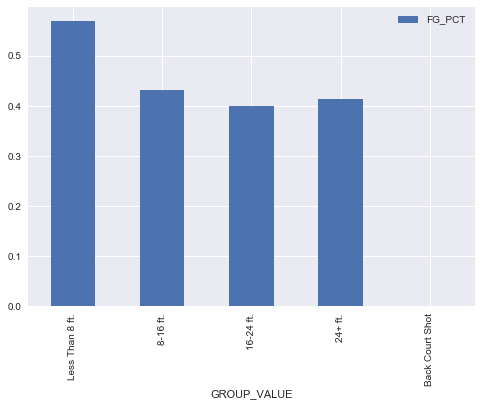 FG_PCT
0.5
0.4
0.3
0.2
0.1
0.0
Less Than 8 ft.
8-16 ft.
16-24 ft.
24+ ft.
Back Court Shot
GROUP_VALUE